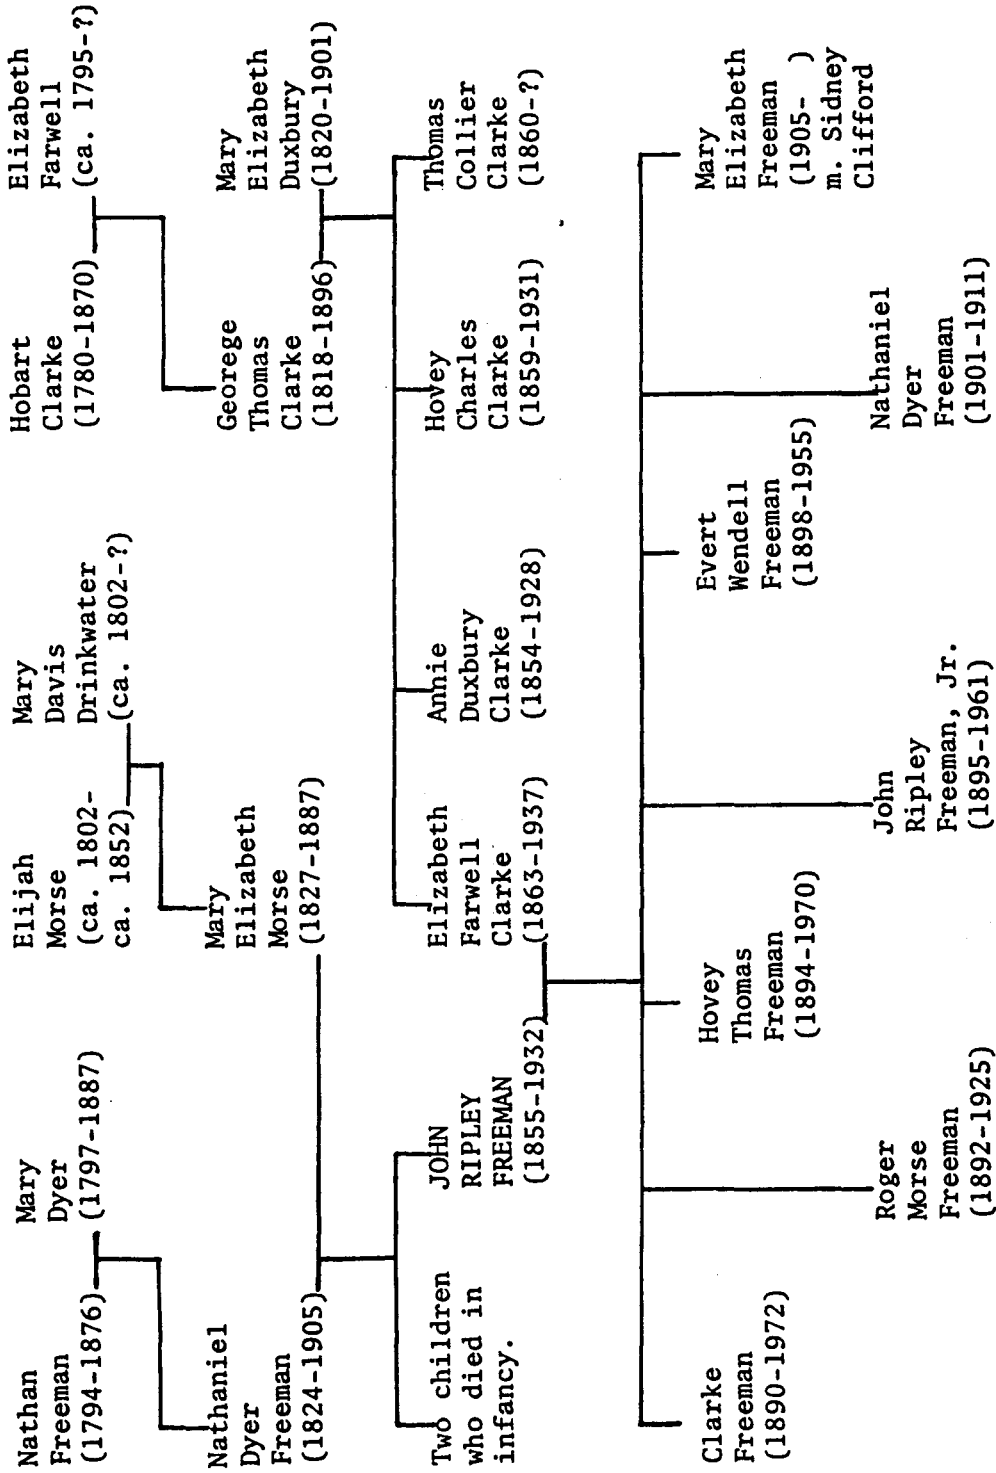 Nathan
Freeman
(1794-1876)
Mary
Dyer
(1797-1887)
Elijah
Morse
(ca. 1802-
ca. 1852)
Mary
Davis
Drinkwater
(ca. 1802-?)
Hobart
Clarke
(1780-1870)
Elizabeth
Farwell
(ca. 1795-?)
Nathaniel
Dyer
Freeman
(1824-1905)
Mary
Elizabeth
Morse
(1827-1887)
Georege
Thomas
Clarke
(1818-1896)
Mary
Elizabeth
Duxbury
(1820-1901)
Two children
who died in
infancy.
JOHN
RIPLEY
FREEMAN
(1855-1932)
Elizabeth
Farwell
Clarke
(1863-1937)
Annie
Duxbury
Clarke
(1854-1928)
Hovey
Charles
Clarke
(1859-1931)
Thomas
Collier
Clarke
(1860-?)
Clarke
Freeman
(1890-1972)
Roger
Morse
Freeman
(1892-1925)
Hovey
Thomas
Freeman
(1894-1970)
John
Ripley
Freeman, Jr.
(1895-1961)
Evert
Wendell
Freeman
(1898-1955)
Nathaniel
Dyer
Freeman
(1901-1911)
Mary
Elizabeth
Freeman
(1905- )
m. Sidney
Clifford